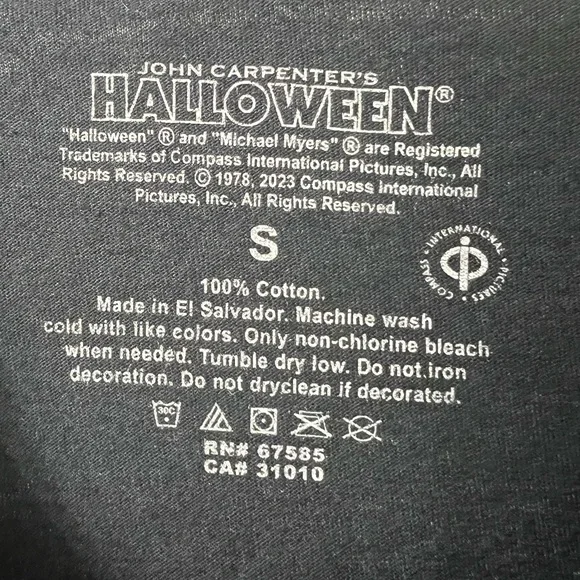 JOHN CARPENTER'S
HALLOWEEN®
"Halloween" ® and "Michael Myers" ® are Registered
Trademarks of Compass International Pictures, Inc., All
Rights Reserved. © 1978, 2023 Compass International
Pictures, Inc., All Rights Reserved.
S
COMPASS • INTERNATIONAL • PICTURES •
100% Cotton.
Made in El Salvador. Machine wash
cold with like colors. Only non-chlorine bleach
when needed. Tumble dry low. Do not iron
decoration. Do not dryclean if decorated.
30C
RN# 67585
CA# 31010